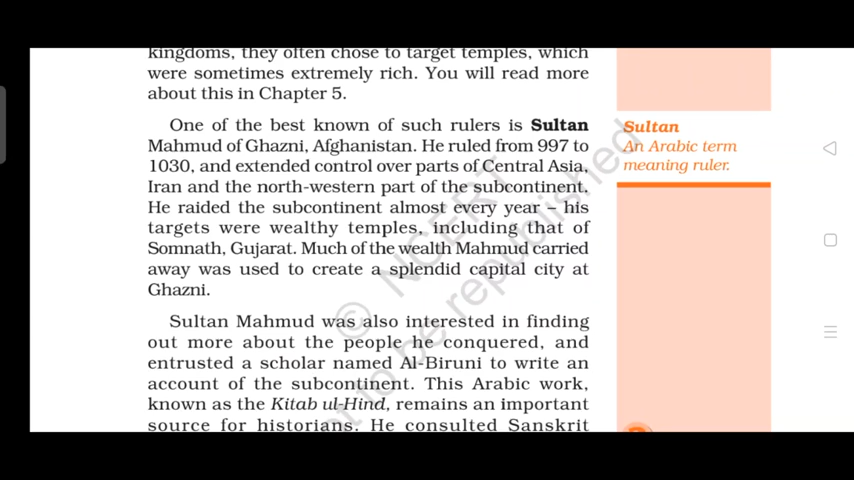 kingdoms, they often chose to target temples, which
were sometimes extremely rich. You will read more
about this in Chapter 5.
One of the best known of such rulers is Sultan
Mahmud of Ghazni, Afghanistan. He ruled from 997 to
1030, and extended control over parts of Central Asia,
Iran and the north-western part of the subcontinent.
He raided the subcontinent almost every year – his
targets were wealthy temples, including that of
Somnath, Gujarat. Much of the wealth Mahmud carried
away was used to create a splendid capital city at
Ghazni.
Sultan Mahmud was also interested in finding
out more about the people he conquered, and
entrusted a scholar named Al-Biruni to write an
account of the subcontinent. This Arabic work,
known as the Kitab ul-Hind, remains an important
source for historians. He consulted Sanskrit
Sultan
An Arabic term
meaning ruler.
© NCERT
not to be republished